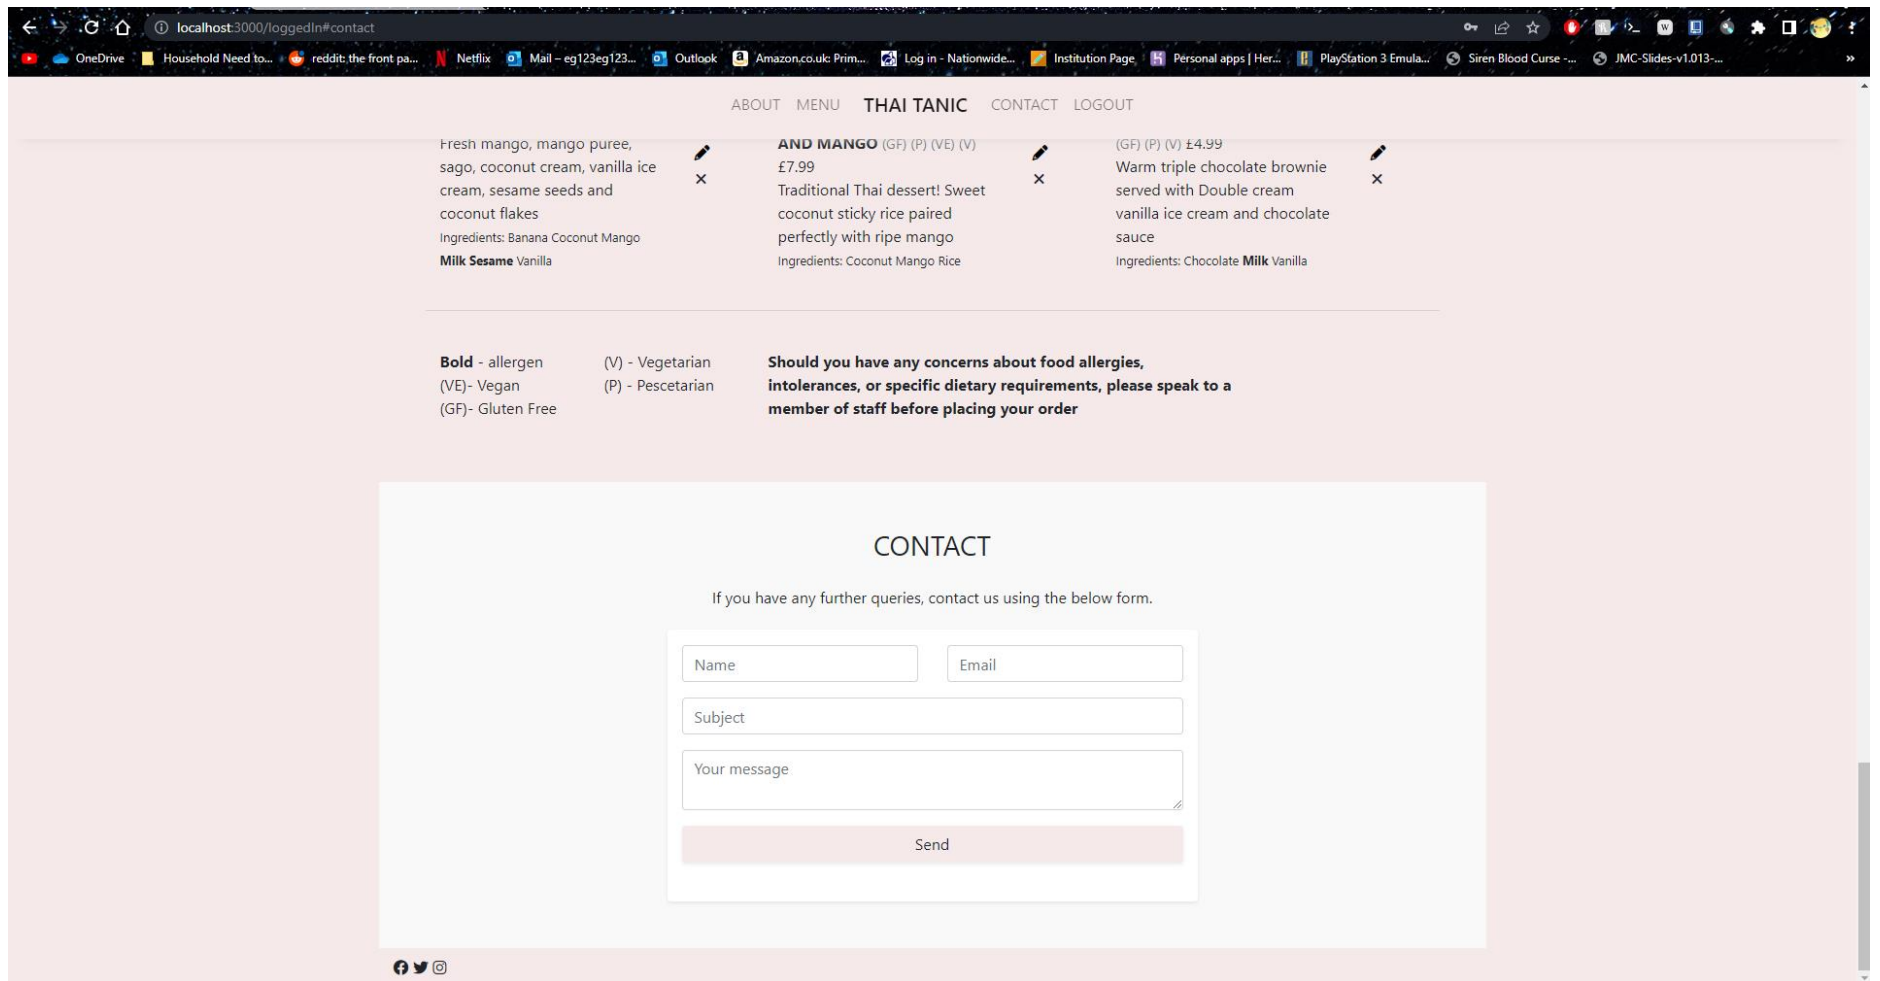 localhost:3000/loggedIn#contact
OneDrive Household Need to... reddit: the front pa... Netflix Mail – eg123eg123... Outlook Amazon.co.uk: Prim... Log in - Nationwide... Institution Page Personal apps | Her... PlayStation 3 Emula... Siren Blood Curse -... JMC-Slides-v1.013-... »
ABOUT MENU THAI TANIC CONTACT LOGOUT
Fresh mango, mango puree,
sago, coconut cream, vanilla ice
cream, sesame seeds and
coconut flakes
Ingredients: Banana Coconut Mango
Milk Sesame Vanilla
AND MANGO (GF) (P) (VE) (V)
£7.99
Traditional Thai dessert! Sweet
coconut sticky rice paired
perfectly with ripe mango
Ingredients: Coconut Mango Rice
(GF) (P) (V) £4.99
Warm triple chocolate brownie
served with Double cream
vanilla ice cream and chocolate
sauce
Ingredients: Chocolate Milk Vanilla
Bold - allergen
(VE)- Vegan
(GF)- Gluten Free
(V) - Vegetarian
(P) - Pescetarian
Should you have any concerns about food allergies,
intolerances, or specific dietary requirements, please speak to a
member of staff before placing your order
CONTACT
If you have any further queries, contact us using the below form.
Name
Email
Subject
Your message
Send